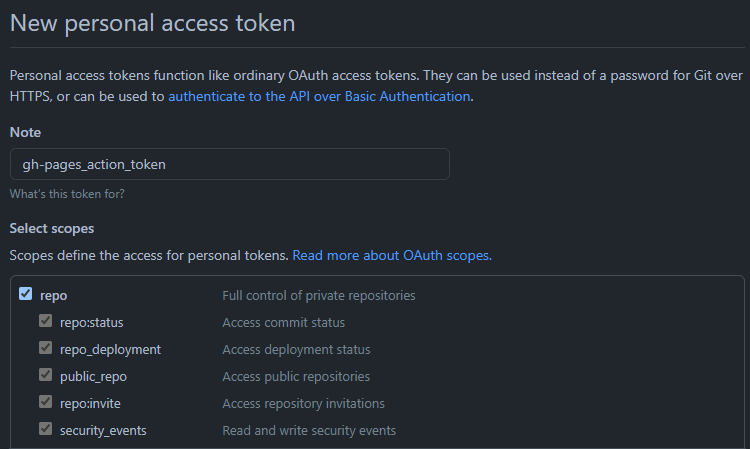 New personal access token
Personal access tokens function like ordinary OAuth access tokens. They can be used instead of a password for Git over
HTTPS, or can be used to authenticate to the API over Basic Authentication.
Note
gh-pages_action_token
What's this token for?
Select scopes
Scopes define the access for personal tokens. Read more about OAuth scopes.
repo Full control of private repositories
repo:status Access commit status
repo_deployment Access deployment status
public_repo Access public repositories
repo:invite Access repository invitations
security_events Read and write security events